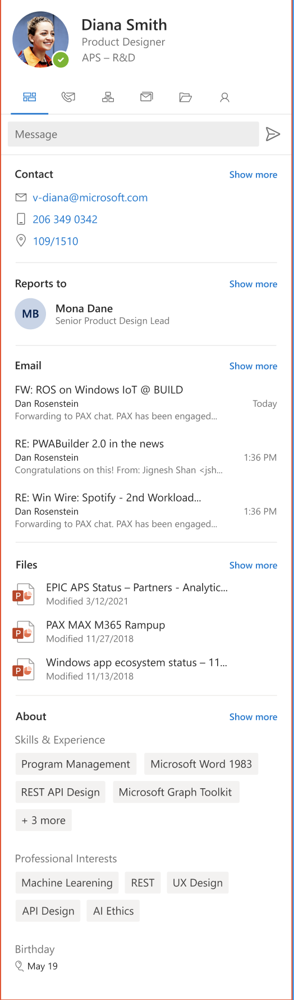 Diana Smith
Product Designer
APS – R&D
Message
Contact
Show more
v-diana@microsoft.com
206 349 0342
109/1510
Reports to
Show more
MB
Mona Dane
Senior Product Design Lead
Email
Show more
FW: ROS on Windows IoT @ BUILD
Dan Rosenstein
Today
Forwarding to PAX chat. PAX has been engaged...
RE: PWABuilder 2.0 in the news
Dan Rosenstein
1:36 PM
Congratulations on this! From: Jignesh Shan <jsh...
RE: Win Wire: Spotify - 2nd Workload...
Dan Rosenstein
1:36 PM
Forwarding to PAX chat. PAX has been engaged...
Files
Show more
P
EPIC APS Status – Partners - Analytic...
Modified 3/12/2021
P
PAX MAX M365 Rampup
Modified 11/27/2018
P
Windows app ecosystem status – 11...
Modified 11/13/2018
About
Show more
Skills & Experience
Program Management
Microsoft Word 1983
REST API Design
Microsoft Graph Toolkit
+ 3 more
Professional Interests
Machine Learening
REST
UX Design
API Design
AI Ethics
Birthday
May 19